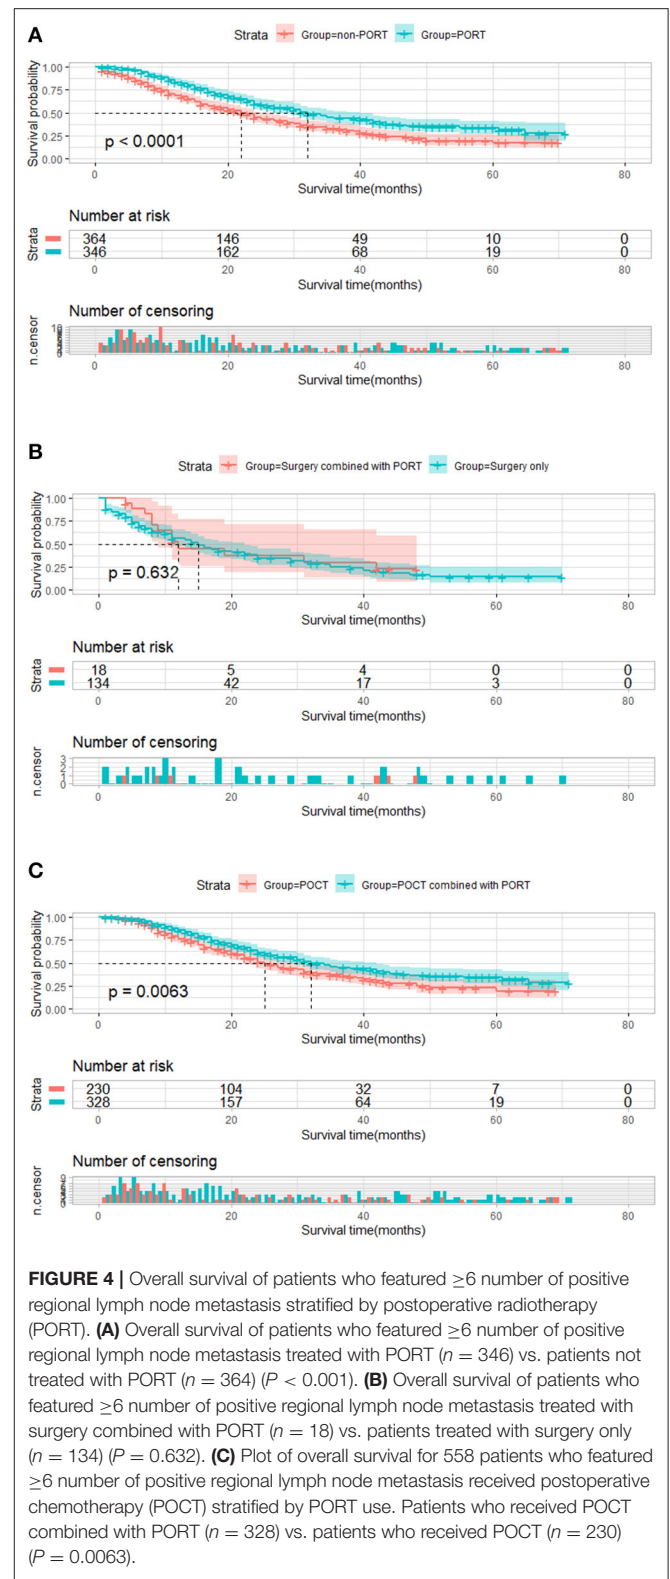 A
Strata Group=non-PORT Group=PORT
Survival probability
1.00
0.75
0.50
0.25
0.00
p < 0.0001
0 20 40 60 80
Survival time(months)
Number at risk
Strata
364 146 49 10 0
346 162 68 19 0
0 20 40 60 80
Survival time(months)
Number of censoring
n.censor
0 20 40 60 80
Survival time(months)
B
Strata Group=Surgery combined with PORT Group=Surgery only
Survival probability
1.00
0.75
0.50
0.25
0.00
p = 0.632
0 20 40 60 80
Survival time(months)
Number at risk
Strata
18 5 4 0 0
134 42 17 3 0
0 20 40 60 80
Survival time(months)
Number of censoring
n.censor
3
2
1
0
0 20 40 60 80
Survival time(months)
C
Strata Group=POCT Group=POCT combined with PORT
Survival probability
1.00
0.75
0.50
0.25
0.00
p = 0.0063
0 20 40 60 80
Survival time(months)
Number at risk
Strata
230 104 32 7 0
328 157 64 19 0
0 20 40 60 80
Survival time(months)
Number of censoring
n.censor
0 20 40 60 80
Survival time(months)
FIGURE 4 | Overall survival of patients who featured ≥6 number of positive
regional lymph node metastasis stratified by postoperative radiotherapy
(PORT). (A) Overall survival of patients who featured ≥6 number of positive
regional lymph node metastasis treated with PORT (n = 346) vs. patients not
treated with PORT (n = 364) (P < 0.001). (B) Overall survival of patients who
featured ≥6 number of positive regional lymph node metastasis treated with
surgery combined with PORT (n = 18) vs. patients treated with surgery only
(n = 134) (P = 0.632). (C) Plot of overall survival for 558 patients who featured
≥6 number of positive regional lymph node metastasis received postoperative
chemotherapy (POCT) stratified by PORT use. Patients who received POCT
combined with PORT (n = 328) vs. patients who received POCT (n = 230)
(P = 0.0063).